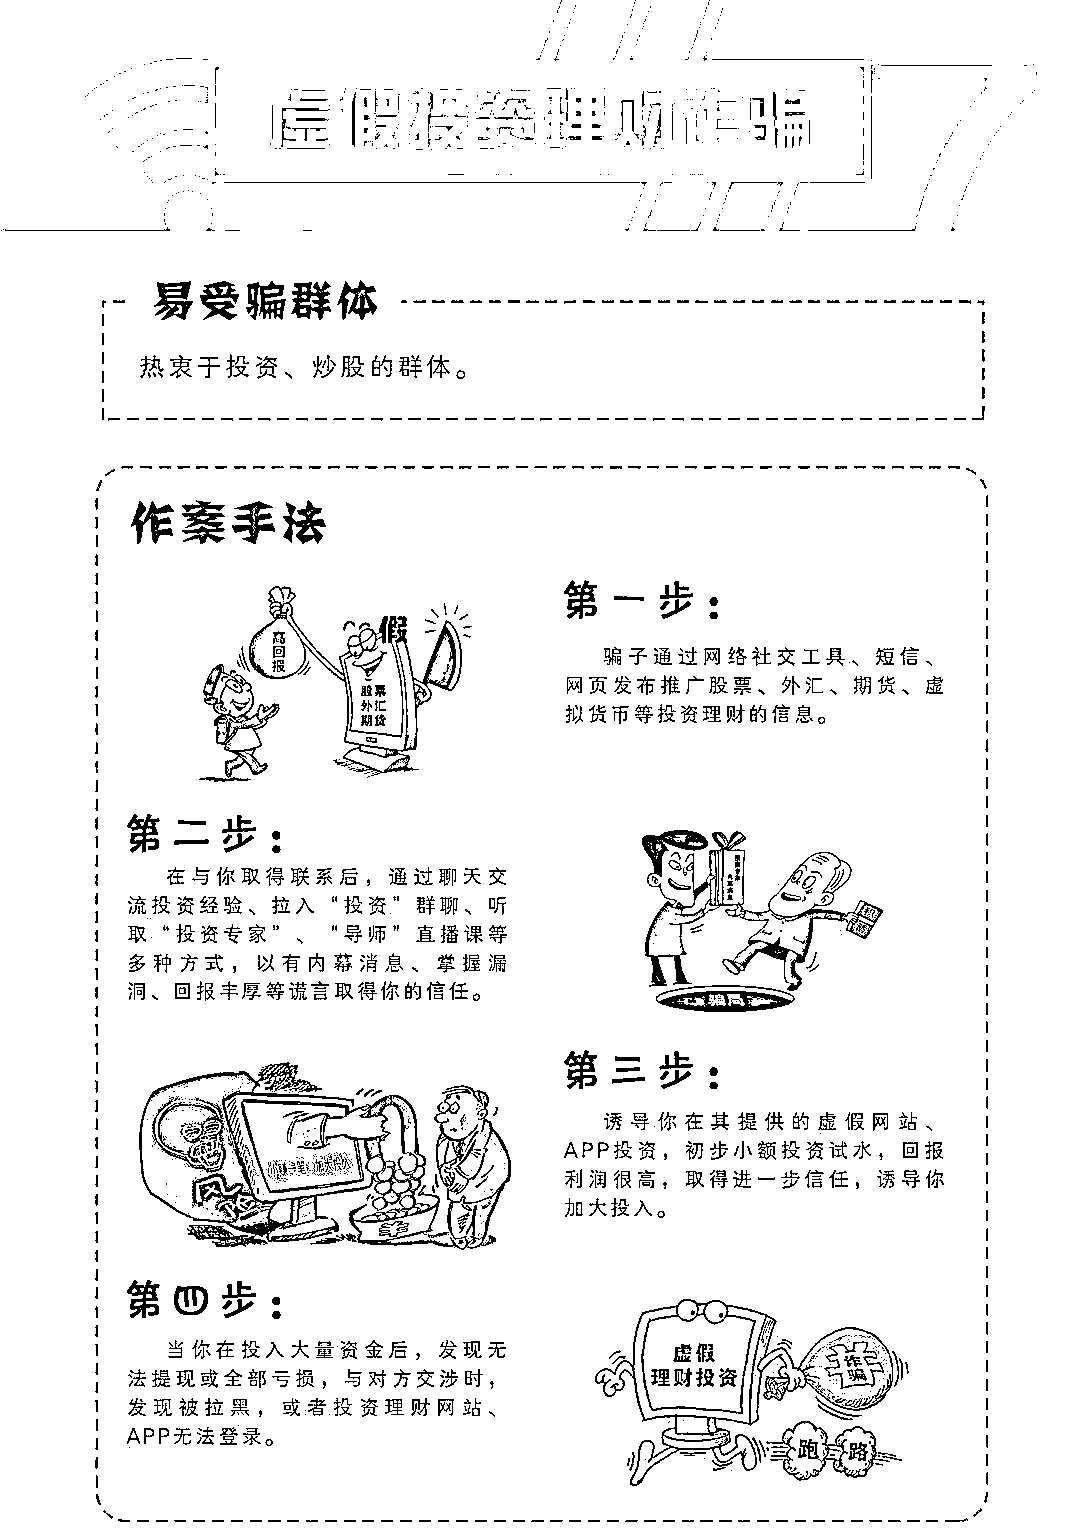 虚假投资理财诈骗
7
易受骗群体
热衷于投资、炒股的群体。
作案手法
高回报
假
股票
外汇
期货
第一步：
骗子通过网络社交工具、短信、
网页发布推广股票、外汇、期货、虚
拟货币等投资理财的信息。
第二步：
在与你取得联系后，通过聊天交
流投资经验、拉入“投资”群聊、听
取“投资专家”、“导师”直播课等
多种方式，以有内幕消息、掌握漏
洞、回报丰厚等谎言取得你的信任。
骗局
风险
第三步：
诱导你在其提供的虚假网站、
APP投资，初步小额投资试水，回报
利润很高，取得进一步信任，诱导你
加大投入。
第四步：
当你在投入大量资金后，发现无
法提现或全部亏损，与对方交涉时，
发现被拉黑，或者投资理财网站、
APP无法登录。
虚假
理财投资
诈骗
跑路